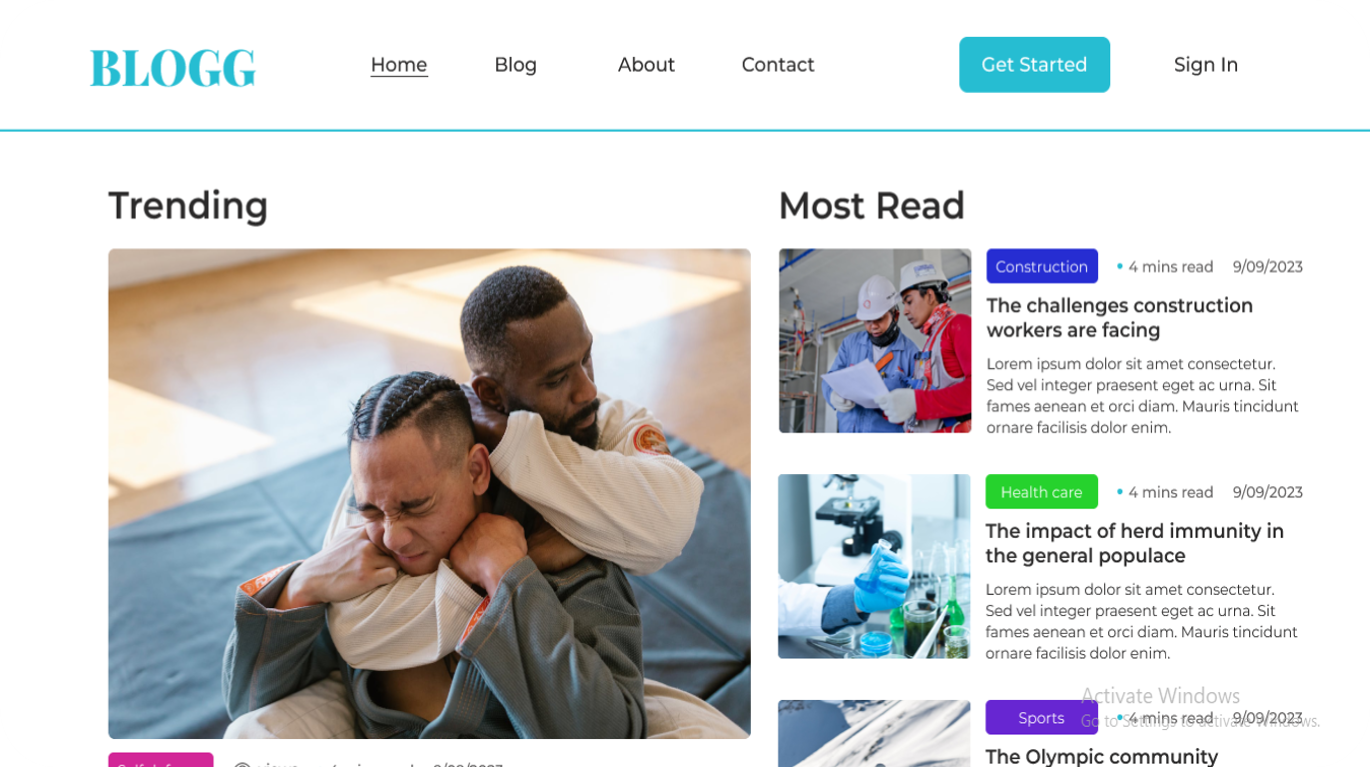 BLOGG
Home
Blog
About
Contact
Get Started
Sign In
Trending
Most Read
Construction
4 mins read
9/09/2023
The challenges construction
workers are facing
Lorem ipsum dolor sit amet consectetur.
Sed vel integer praesent eget ac urna. Sit
fames aenean et orci diam. Mauris tincidunt
ornare facilisis dolor enim.
Health care
4 mins read
9/09/2023
The impact of herd immunity in
the general populace
Lorem ipsum dolor sit amet consectetur.
Sed vel integer praesent eget ac urna. Sit
fames aenean et orci diam. Mauris tincidunt
ornare facilisis dolor enim.
Activate Windows
Go to Settings to activate Windows.
Sports
4 mins read
9/09/2023
The Olympic community